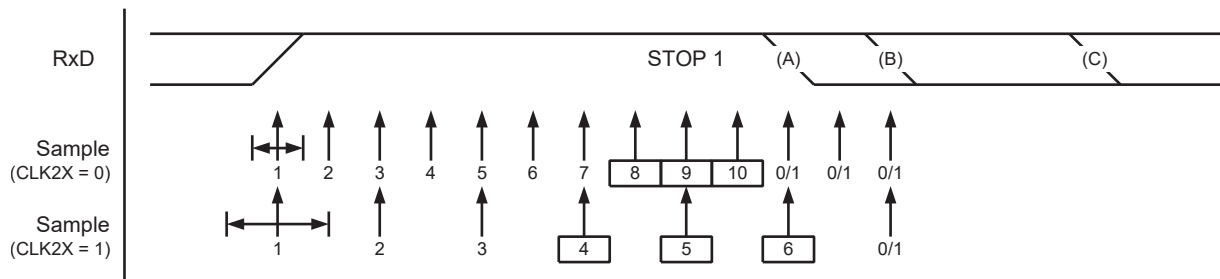 RxD STOP 1 (A) (B) (C)
Sample
(CLK2X = 0) 1 2 3 4 5 6 7 8 9 10 0/1 0/1 0/1
Sample
(CLK2X = 1) 1 2 3 4 5 6 0/1